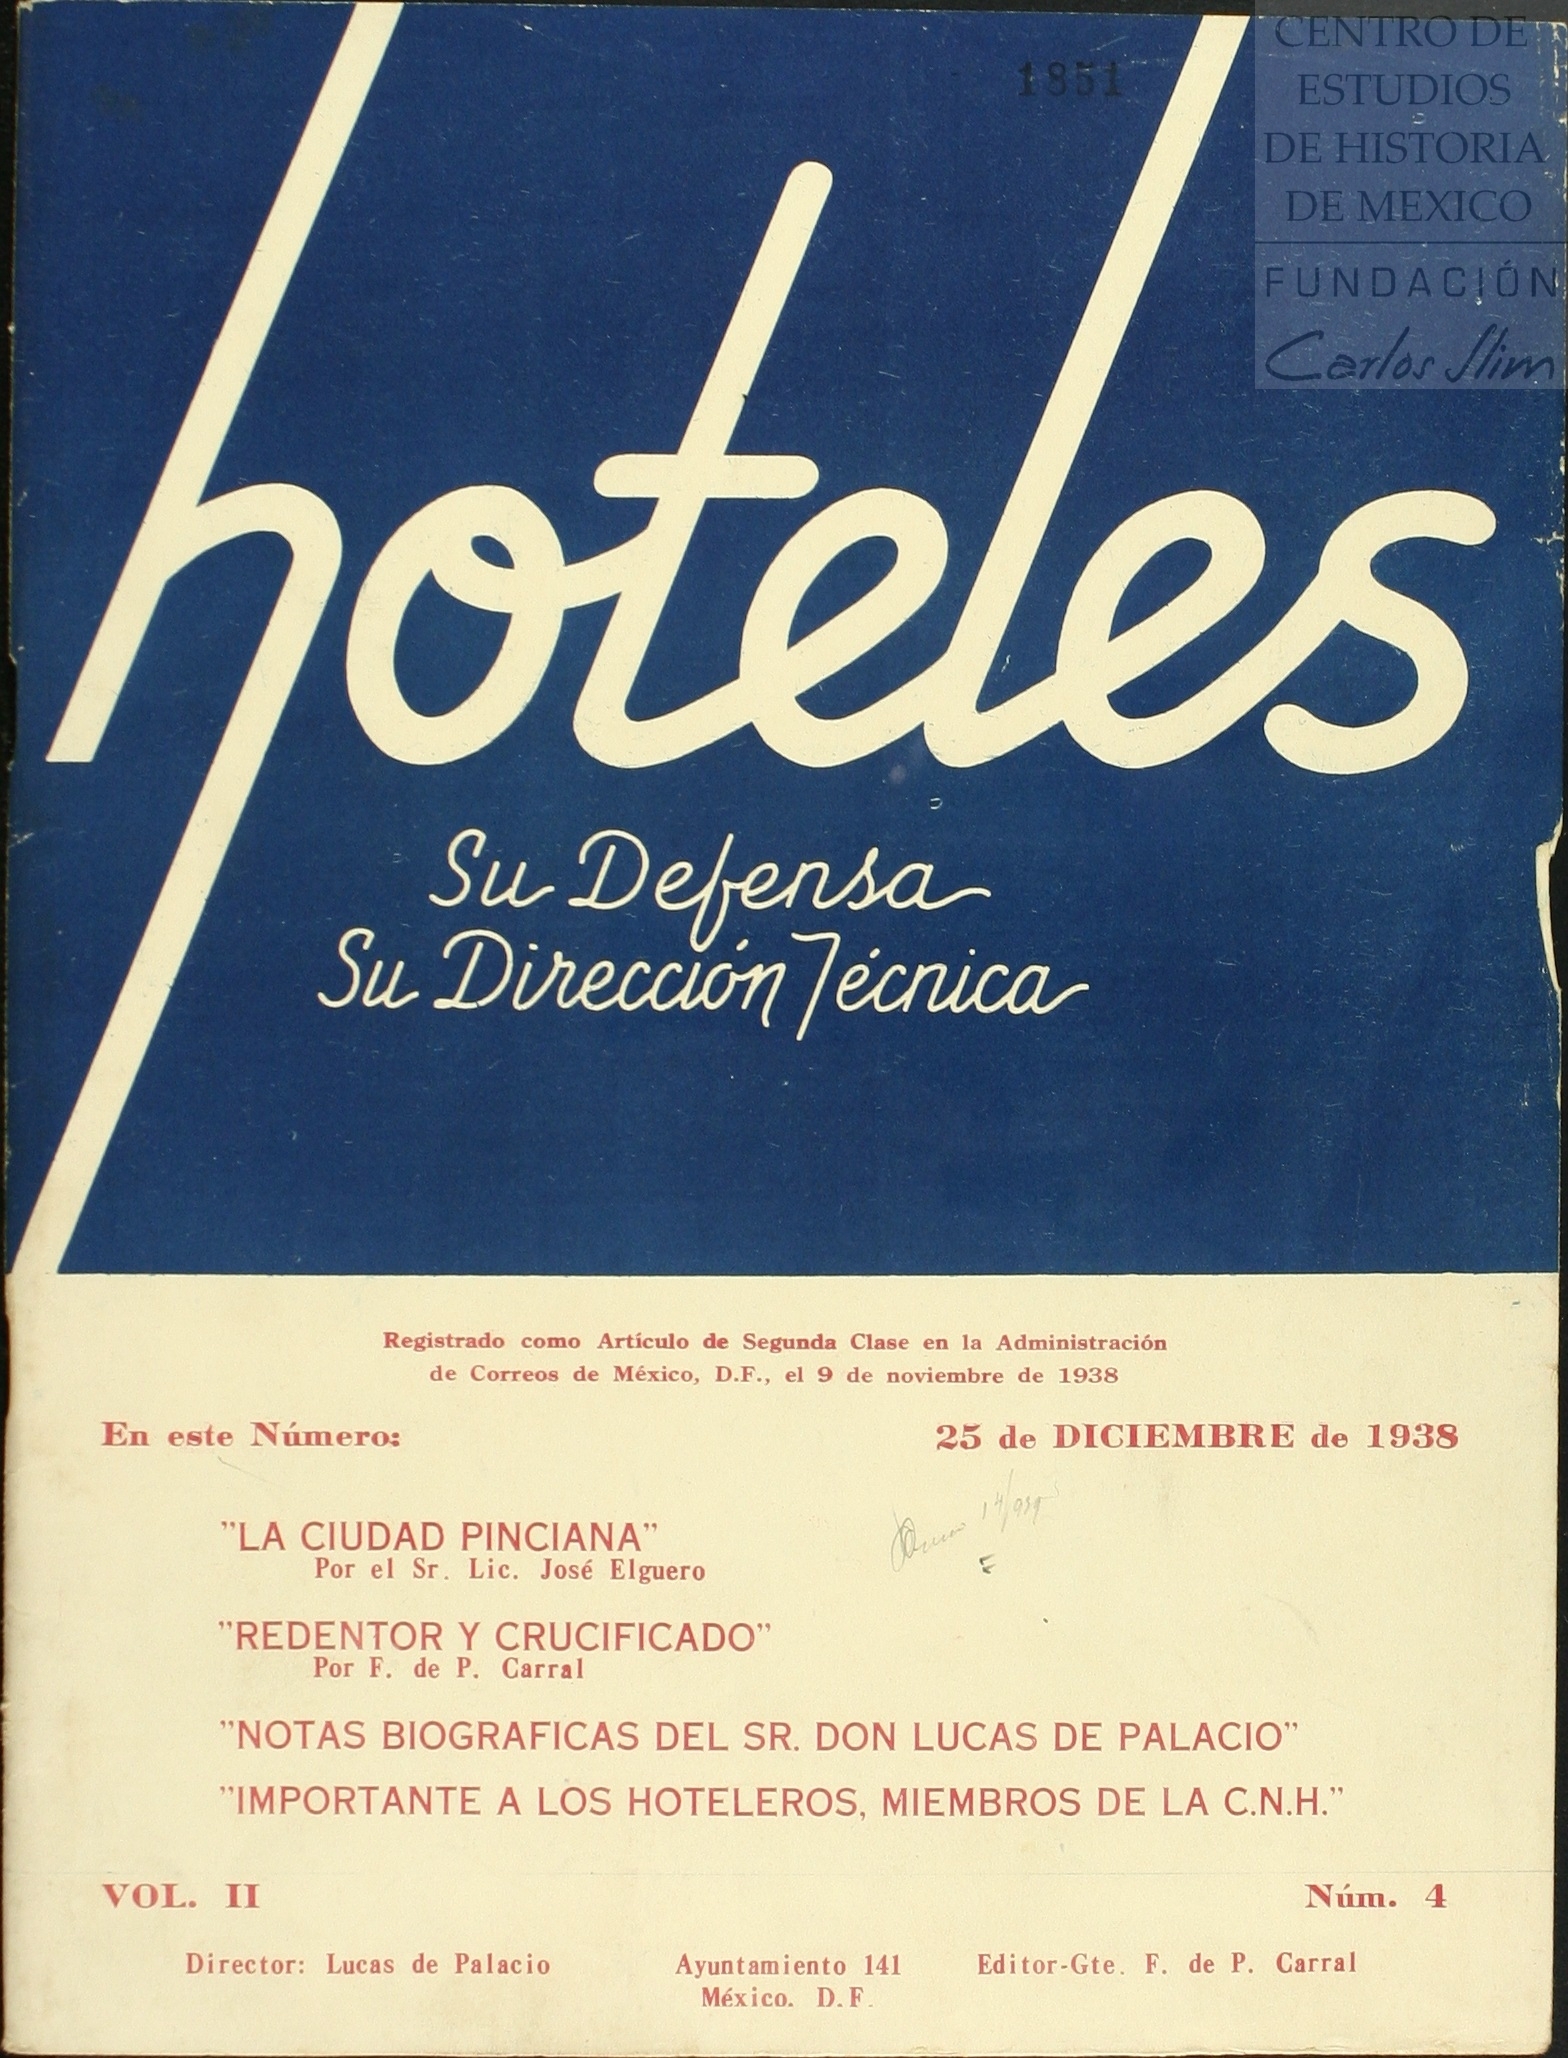 CENTRO DE
ESTUDIOS
DE HISTORIA
DE MEXICO
FUNDACIÓN
Carlos Slim
1851
hoteles
Su Defensa
Su Dirección Técnica
Registrado como Artículo de Segunda Clase en la Administración
de Correos de México, D.F., el 9 de noviembre de 1938
En este Número:
25 de DICIEMBRE de 1938
"LA CIUDAD PINCIANA"
Por el Sr. Lic. José Elguero
"REDENTOR Y CRUCIFICADO"
Por F. de P. Carral
"NOTAS BIOGRAFICAS DEL SR. DON LUCAS DE PALACIO"
"IMPORTANTE A LOS HOTELEROS, MIEMBROS DE LA C.N.H."
VOL. II
Núm. 4
Director: Lucas de Palacio
Ayuntamiento 141
México. D.F.
Editor-Gte. F. de P. Carral